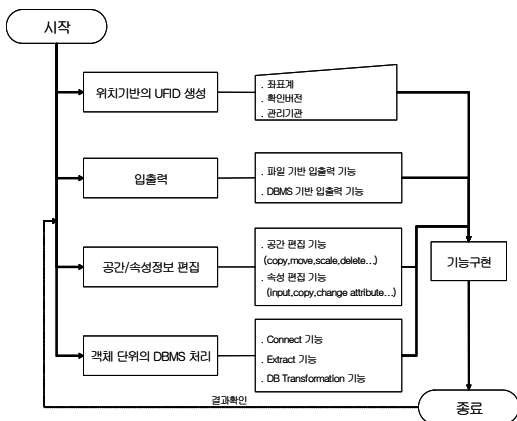 시작
위치기반의 UFID 생성
. 좌표계
. 확인버전
. 관리기관
입출력
. 파일 기반 입출력 기능
. DBMS 기반 입출력 기능
공간/속성정보 편집
. 공간 편집 기능
(copy,move,scale,delete...)
. 속성 편집 기능
(input,copy,change attribute...)
기능구현
객체 단위의 DBMS 처리
. Connect 기능
. Extract 기능
. DB Transformation 기능
결과확인
종료